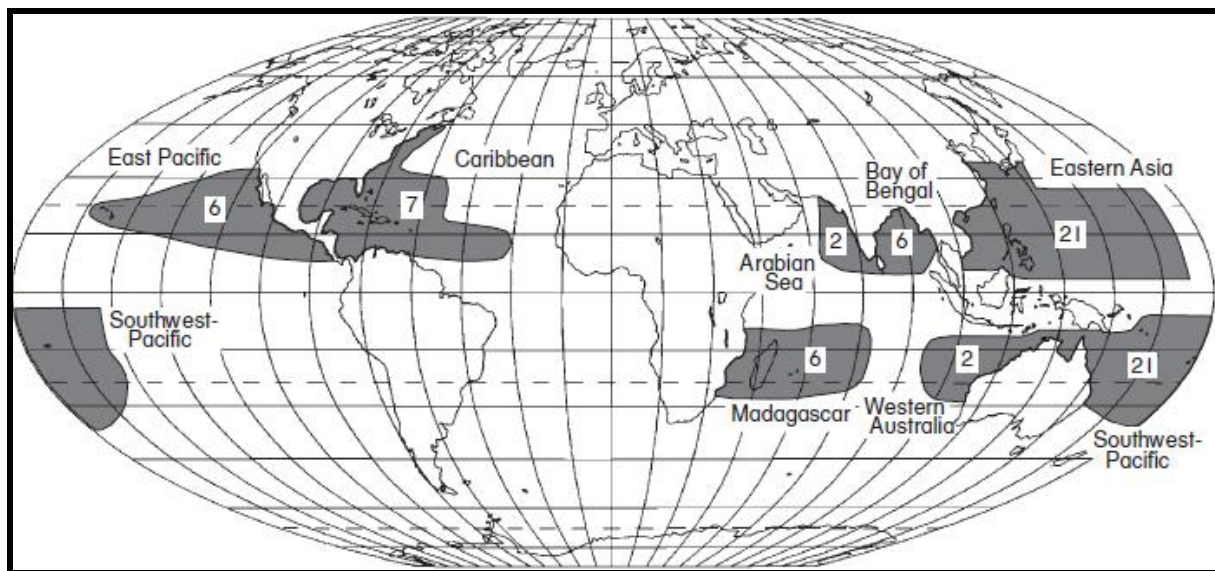 East Pacific
6
Caribbean
7
Bay of
Bengal
Eastern Asia
2
6
21
Arabian
Sea
Southwest-
Pacific
6
2
21
Madagascar
Western
Australia
Southwest-
Pacific